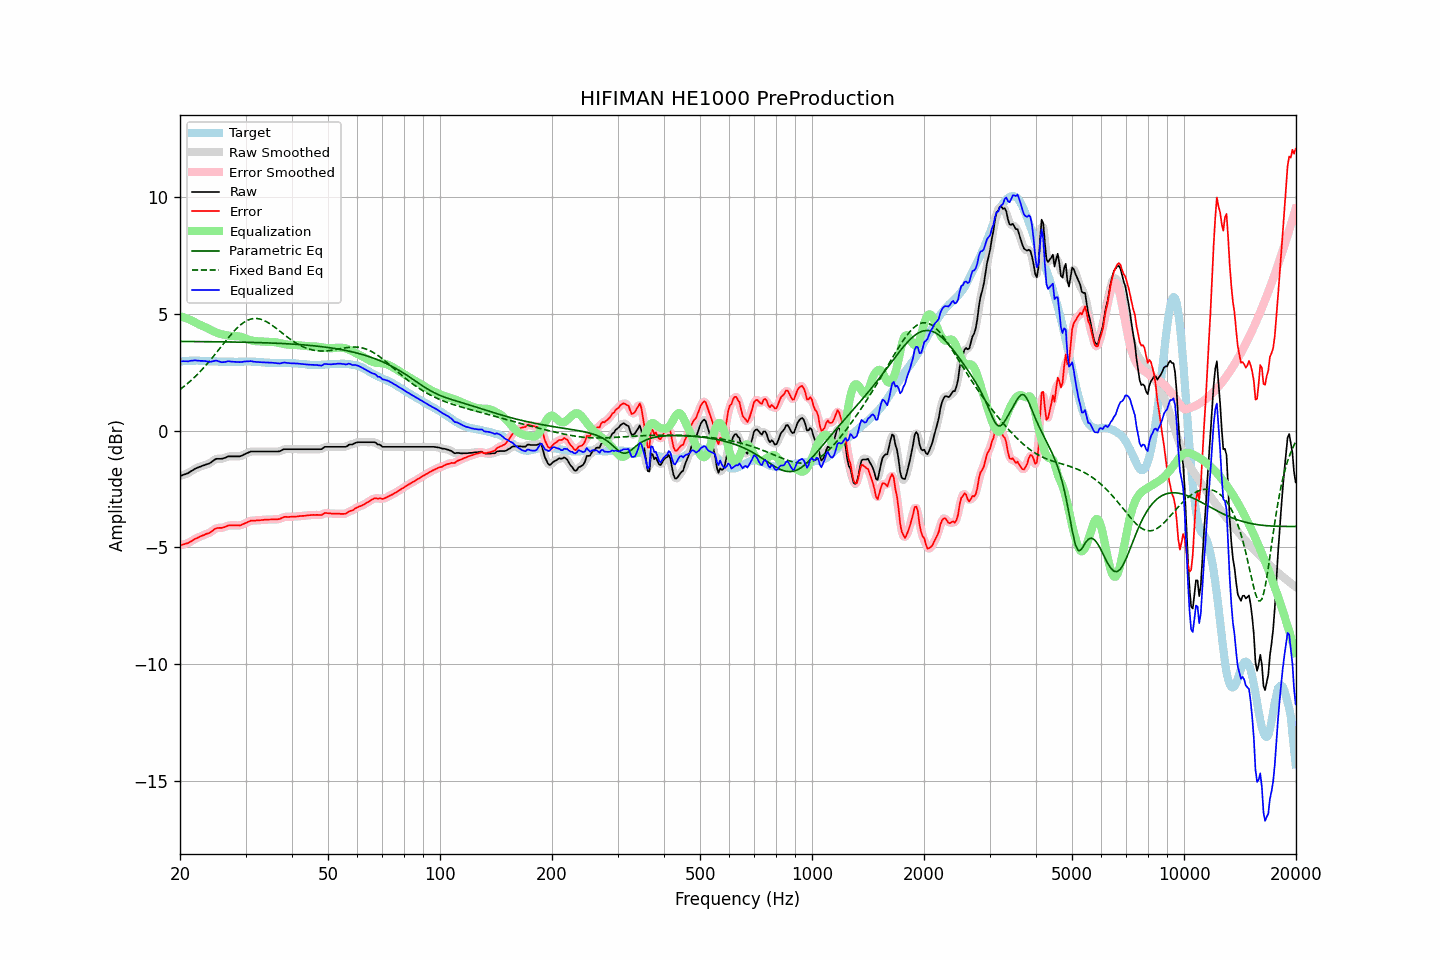 HIFIMAN HE1000 PreProduction
Target
Raw Smoothed
Error Smoothed
Raw
Error
Equalization
Parametric Eq
Fixed Band Eq
Equalized
10
5
0
−5
−10
−15
Amplitude (dBr)
20
50
100
200
500
1000
2000
5000
10000
20000
Frequency (Hz)